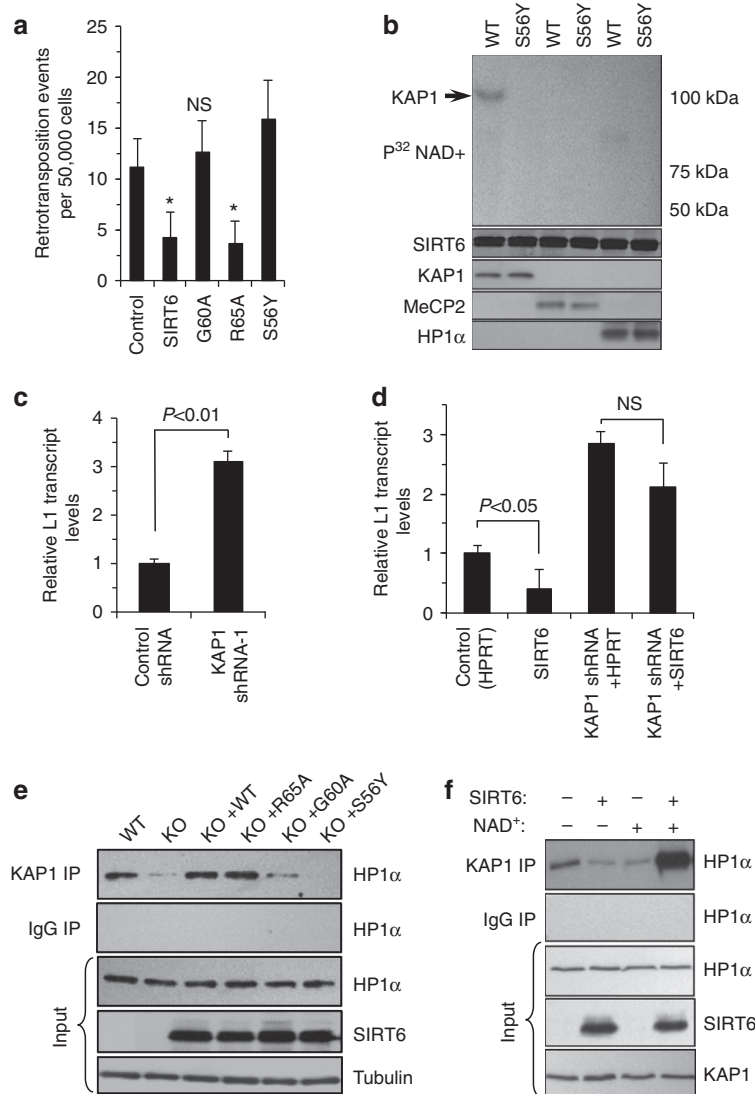 a
Retrotransposition events
per 50,000 cells
25
20
15
10
5
0
*
NS
*
Control
SIRT6
G60A
R65A
S56Y
b
WT
S56Y
WT
S56Y
WT
S56Y
KAP1
P³² NAD+
100 kDa
75 kDa
50 kDa
SIRT6
KAP1
MeCP2
HP1α
c
Relative L1 transcript
levels
4
3
2
1
0
P<0.01
Control
shRNA
KAP1
shRNA-1
d
Relative L1 transcript
levels
3
2
1
0
P<0.05
NS
Control
(HPRT)
SIRT6
KAP1 shRNA
+HPRT
KAP1 shRNA
+SIRT6
e
WT
KO
KO +WT
KO +R65A
KO +G60A
KO +S56Y
KAP1 IP
HP1α
IgG IP
HP1α
Input
HP1α
SIRT6
Tubulin
f
SIRT6: – + – +
NAD⁺: – – + +
KAP1 IP
HP1α
IgG IP
HP1α
Input
HP1α
SIRT6
KAP1